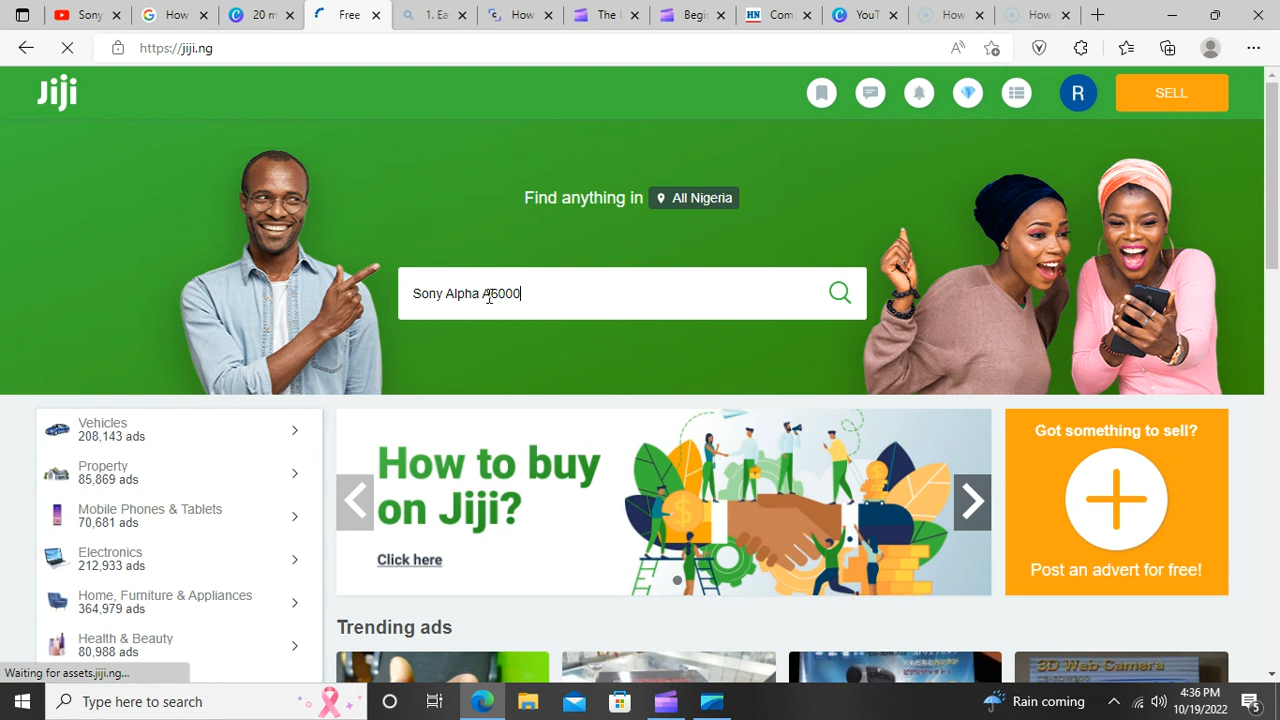 Sony
How
20 m
Free
1. Ea
How
The U
Begi
HN Com
YouT
How
How
https://jiji.ng
Jiji
R
SELL
Find anything in All Nigeria
Sony Alpha A6000
Vehicles
208,143 ads
Property
85,869 ads
Mobile Phones & Tablets
70,681 ads
Electronics
212,933 ads
Home, Furniture & Appliances
364,979 ads
Health & Beauty
80,988 ads
How to buy
on Jiji?
Click here
Got something to sell?
Post an advert for free!
Trending ads
3D Web Camera
Waiting for assets.jiji.ng...
Type here to search
Rain coming
4:36 PM
10/19/2022
5